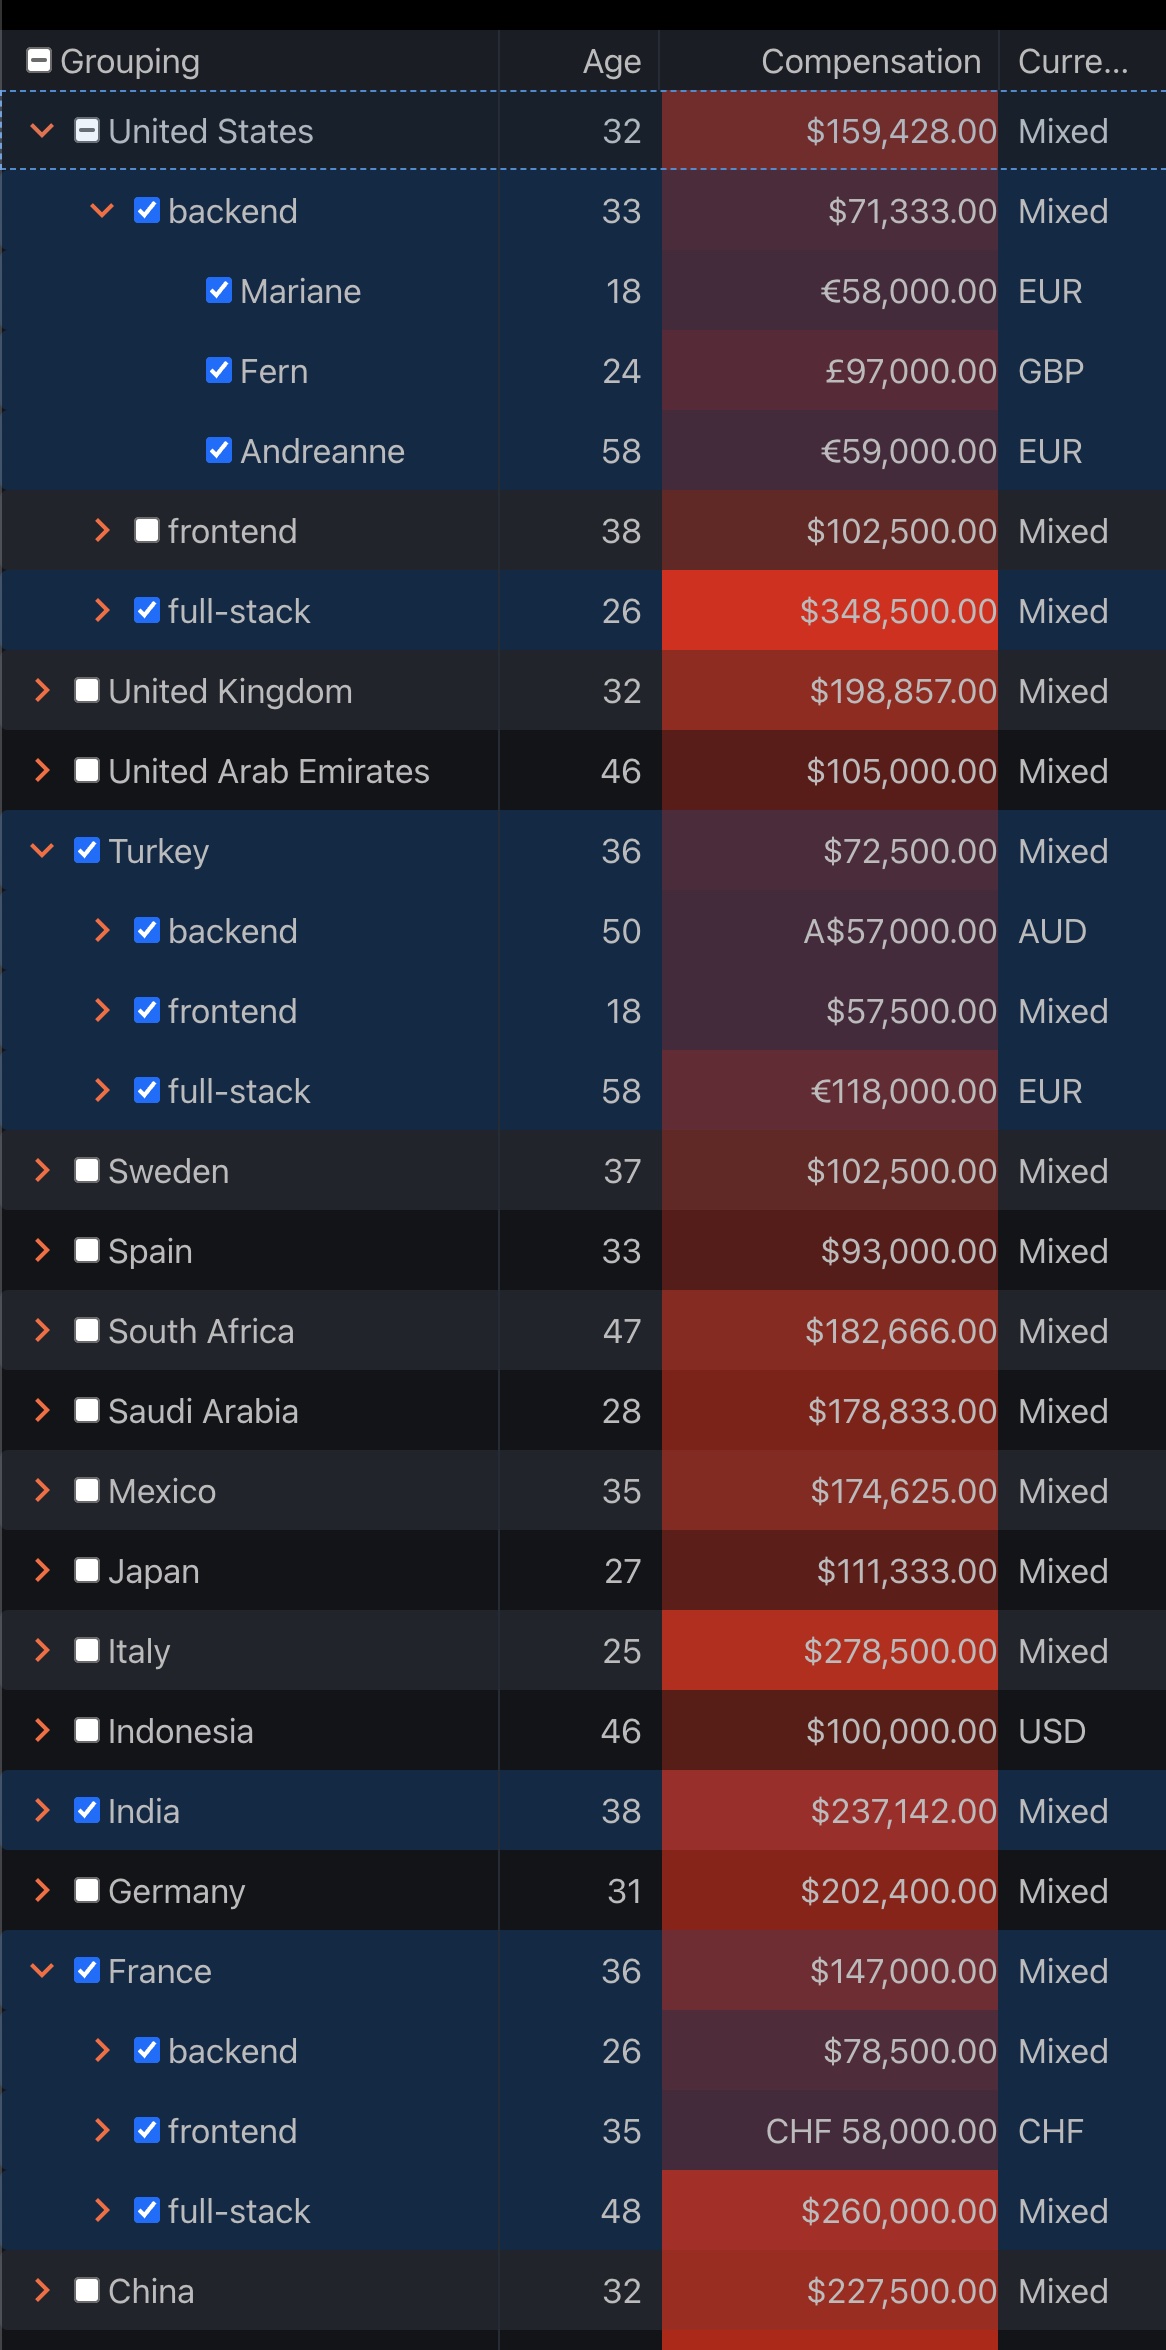 Grouping Age Compensation Curre...
United States 32 $159,428.00 Mixed
backend 33 $71,333.00 Mixed
Mariane 18 €58,000.00 EUR
Fern 24 £97,000.00 GBP
Andreanne 58 €59,000.00 EUR
frontend 38 $102,500.00 Mixed
full-stack 26 $348,500.00 Mixed
United Kingdom 32 $198,857.00 Mixed
United Arab Emirates 46 $105,000.00 Mixed
Turkey 36 $72,500.00 Mixed
backend 50 A$57,000.00 AUD
frontend 18 $57,500.00 Mixed
full-stack 58 €118,000.00 EUR
Sweden 37 $102,500.00 Mixed
Spain 33 $93,000.00 Mixed
South Africa 47 $182,666.00 Mixed
Saudi Arabia 28 $178,833.00 Mixed
Mexico 35 $174,625.00 Mixed
Japan 27 $111,333.00 Mixed
Italy 25 $278,500.00 Mixed
Indonesia 46 $100,000.00 USD
India 38 $237,142.00 Mixed
Germany 31 $202,400.00 Mixed
France 36 $147,000.00 Mixed
backend 26 $78,500.00 Mixed
frontend 35 CHF 58,000.00 CHF
full-stack 48 $260,000.00 Mixed
China 32 $227,500.00 Mixed